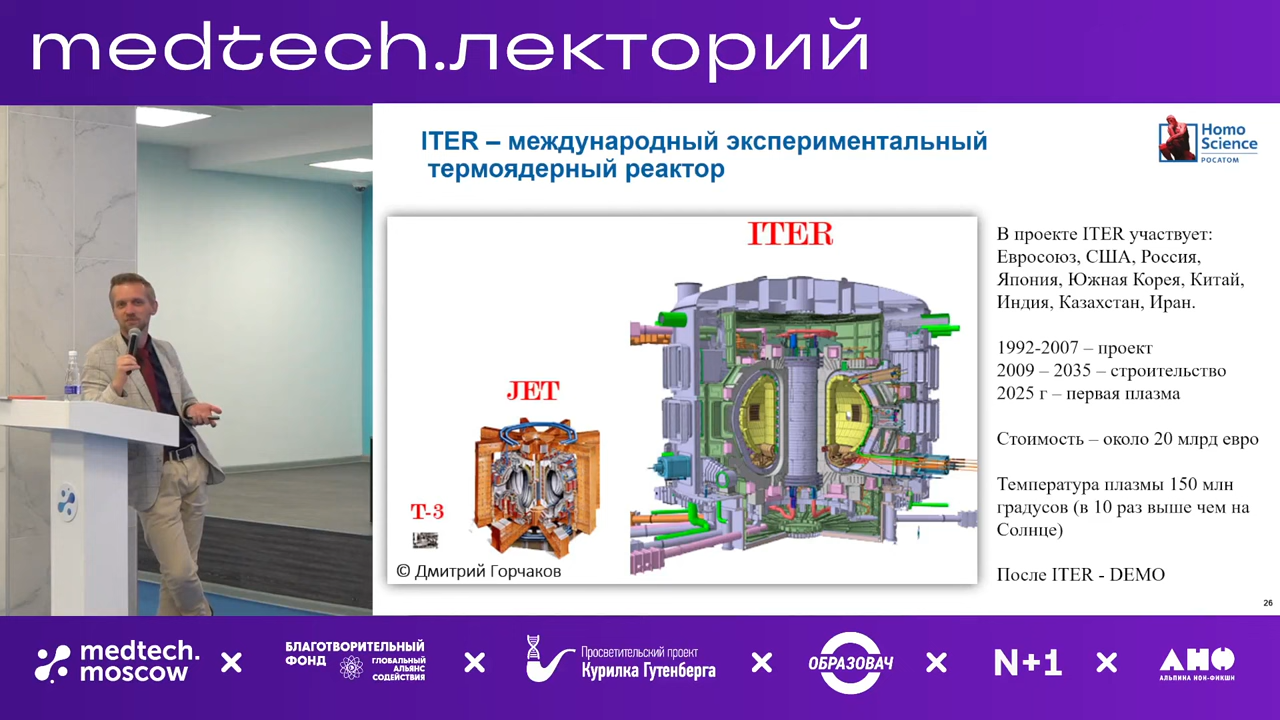 medtech.лекторий
ITER – международный экспериментальный
термоядерный реактор
Homo
Science
РОСАТОМ
ITER
JET
T-3
© Дмитрий Горчаков
В проекте ITER участвует:
Евросоюз, США, Россия,
Япония, Южная Корея, Китай,
Индия, Казахстан, Иран.
1992-2007 – проект
2009 – 2035 – строительство
2025 г – первая плазма
Стоимость – около 20 млрд евро
Температура плазмы 150 млн
градусов (в 10 раз выше чем на
Солнце)
После ITER - DEMO
26
medtech.
moscow
БЛАГОТВОРИТЕЛЬНЫЙ
ФОНД
ГЛОБАЛЬНЫЙ
АЛЬЯНС
СОДЕЙСТВИЯ
Просветительский проект
Курилка Гутенберга
ОБРАЗОВАЧ
N+1
АНФ
АЛЬПИНА НОН-ФИКШН